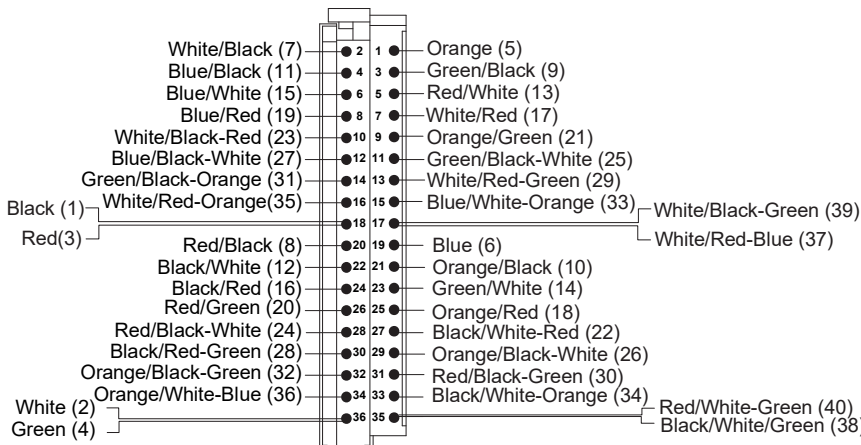 White/Black (7) 2 1 Orange (5)
Blue/Black (11) 4 3 Green/Black (9)
Blue/White (15) 6 5 Red/White (13)
Blue/Red (19) 8 7 White/Red (17)
White/Black-Red (23) 10 9 Orange/Green (21)
Blue/Black-White (27) 12 11 Green/Black-White (25)
Green/Black-Orange (31) 14 13 White/Red-Green (29)
White/Red-Orange(35) 16 15 Blue/White-Orange (33)
Black (1) 18 17 White/Black-Green (39)
Red(3) White/Red-Blue (37)
Red/Black (8) 20 19 Blue (6)
Black/White (12) 22 21 Orange/Black (10)
Black/Red (16) 24 23 Green/White (14)
Red/Green (20) 26 25 Orange/Red (18)
Red/Black-White (24) 28 27 Black/White-Red (22)
Black/Red-Green (28) 30 29 Orange/Black-White (26)
Orange/Black-Green (32) 32 31 Red/Black-Green (30)
Orange/White-Blue (36) 34 33 Black/White-Orange (34)
White (2) 36 35 Red/White-Green (40)
Green (4) Black/White/Green (38)